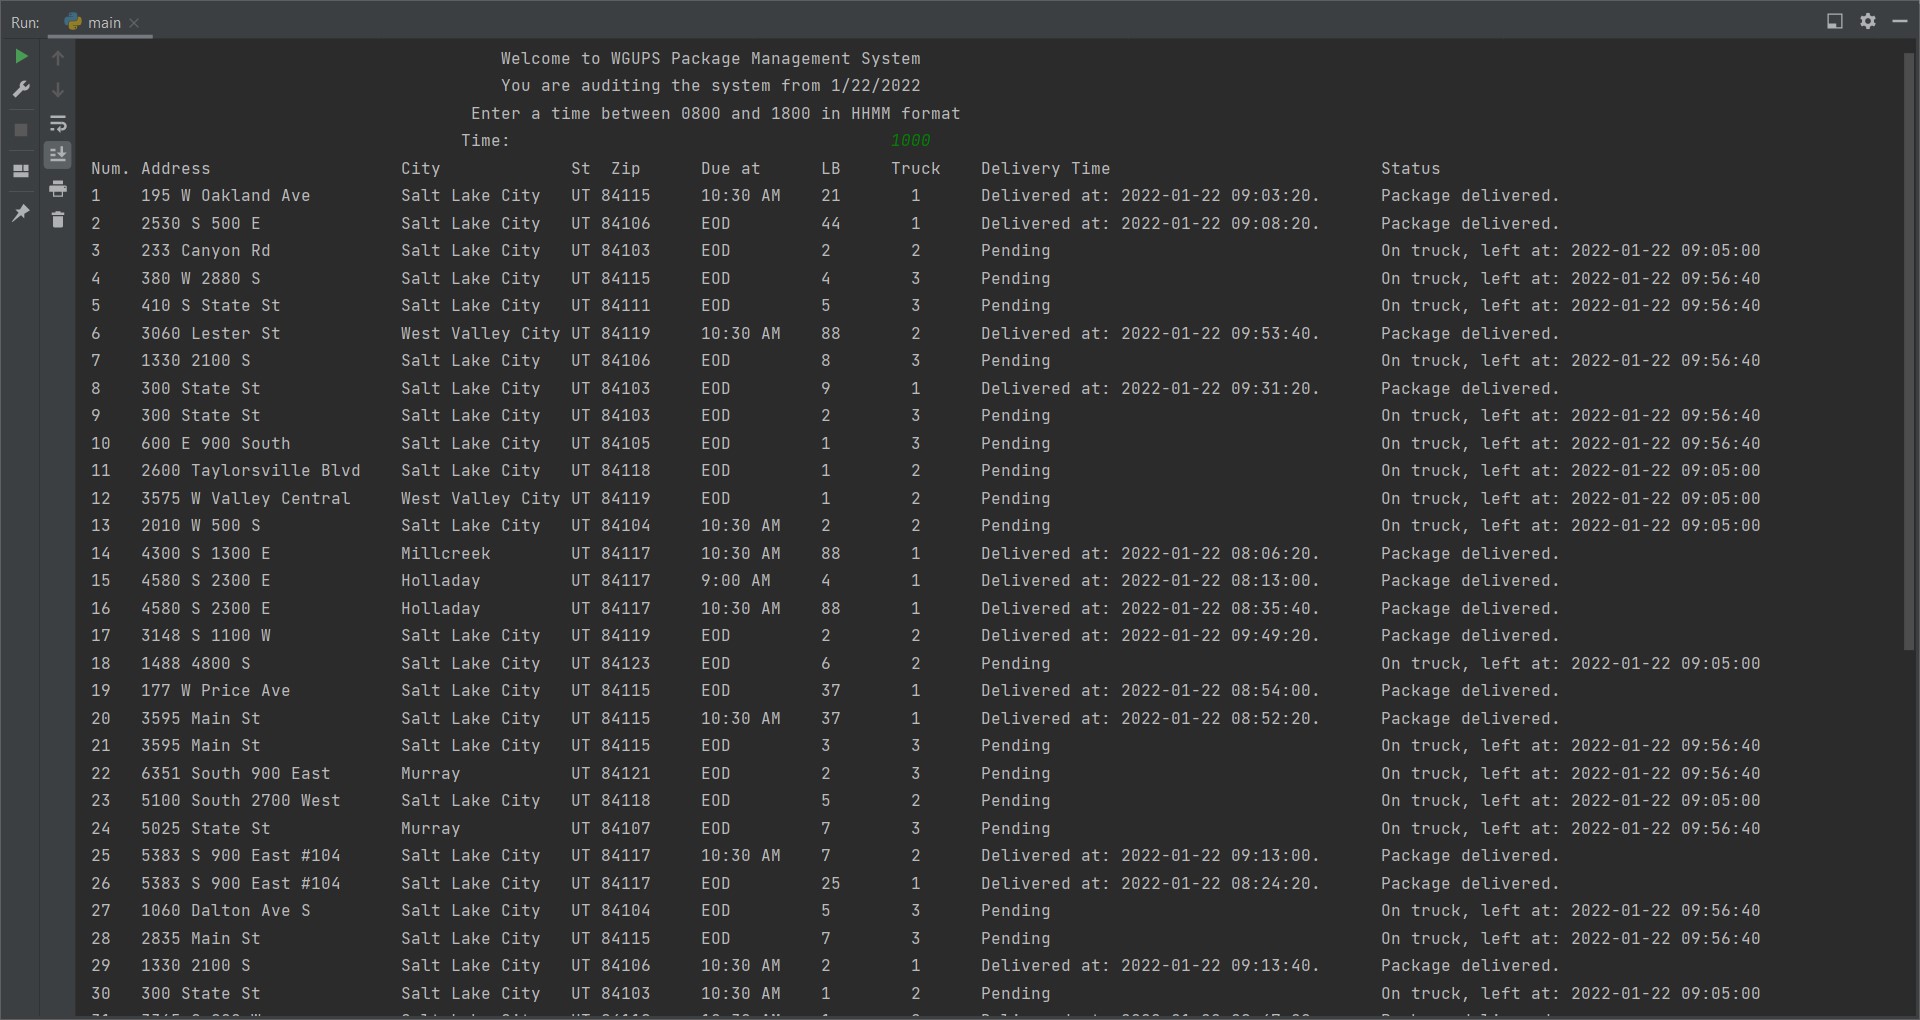 Run: main
Welcome to WGUPS Package Management System
You are auditing the system from 1/22/2022
Enter a time between 0800 and 1800 in HHMM format
Time: 1000
Num. Address City St Zip Due at LB Truck Delivery Time Status
1 195 W Oakland Ave Salt Lake City UT 84115 10:30 AM 21 1 Delivered at: 2022-01-22 09:03:20. Package delivered.
2 2530 S 500 E Salt Lake City UT 84106 EOD 44 1 Delivered at: 2022-01-22 09:08:20. Package delivered.
3 233 Canyon Rd Salt Lake City UT 84103 EOD 2 2 Pending On truck, left at: 2022-01-22 09:05:00
4 380 W 2880 S Salt Lake City UT 84115 EOD 4 3 Pending On truck, left at: 2022-01-22 09:56:40
5 410 S State St Salt Lake City UT 84111 EOD 5 3 Pending On truck, left at: 2022-01-22 09:56:40
6 3060 Lester St West Valley City UT 84119 10:30 AM 88 2 Delivered at: 2022-01-22 09:53:40. Package delivered.
7 1330 2100 S Salt Lake City UT 84106 EOD 8 3 Pending On truck, left at: 2022-01-22 09:56:40
8 300 State St Salt Lake City UT 84103 EOD 9 1 Delivered at: 2022-01-22 09:31:20. Package delivered.
9 300 State St Salt Lake City UT 84103 EOD 2 3 Pending On truck, left at: 2022-01-22 09:56:40
10 600 E 900 South Salt Lake City UT 84105 EOD 1 3 Pending On truck, left at: 2022-01-22 09:56:40
11 2600 Taylorsville Blvd Salt Lake City UT 84118 EOD 1 2 Pending On truck, left at: 2022-01-22 09:05:00
12 3575 W Valley Central West Valley City UT 84119 EOD 1 2 Pending On truck, left at: 2022-01-22 09:05:00
13 2010 W 500 S Salt Lake City UT 84104 10:30 AM 2 2 Pending On truck, left at: 2022-01-22 09:05:00
14 4300 S 1300 E Millcreek UT 84117 10:30 AM 88 1 Delivered at: 2022-01-22 08:06:20. Package delivered.
15 4580 S 2300 E Holladay UT 84117 9:00 AM 4 1 Delivered at: 2022-01-22 08:13:00. Package delivered.
16 4580 S 2300 E Holladay UT 84117 10:30 AM 88 1 Delivered at: 2022-01-22 08:35:40. Package delivered.
17 3148 S 1100 W Salt Lake City UT 84119 EOD 2 2 Delivered at: 2022-01-22 09:49:20. Package delivered.
18 1488 4800 S Salt Lake City UT 84123 EOD 6 2 Pending On truck, left at: 2022-01-22 09:05:00
19 177 W Price Ave Salt Lake City UT 84115 EOD 37 1 Delivered at: 2022-01-22 08:54:00. Package delivered.
20 3595 Main St Salt Lake City UT 84115 10:30 AM 37 1 Delivered at: 2022-01-22 08:52:20. Package delivered.
21 3595 Main St Salt Lake City UT 84115 EOD 3 3 Pending On truck, left at: 2022-01-22 09:56:40
22 6351 South 900 East Murray UT 84121 EOD 2 3 Pending On truck, left at: 2022-01-22 09:56:40
23 5100 South 2700 West Salt Lake City UT 84118 EOD 5 2 Pending On truck, left at: 2022-01-22 09:05:00
24 5025 State St Murray UT 84107 EOD 7 3 Pending On truck, left at: 2022-01-22 09:56:40
25 5383 S 900 East #104 Salt Lake City UT 84117 10:30 AM 7 2 Delivered at: 2022-01-22 09:13:00. Package delivered.
26 5383 S 900 East #104 Salt Lake City UT 84117 EOD 25 1 Delivered at: 2022-01-22 08:24:20. Package delivered.
27 1060 Dalton Ave S Salt Lake City UT 84104 EOD 5 3 Pending On truck, left at: 2022-01-22 09:56:40
28 2835 Main St Salt Lake City UT 84115 EOD 7 3 Pending On truck, left at: 2022-01-22 09:56:40
29 1330 2100 S Salt Lake City UT 84106 10:30 AM 2 1 Delivered at: 2022-01-22 09:13:40. Package delivered.
30 300 State St Salt Lake City UT 84103 10:30 AM 1 2 Pending On truck, left at: 2022-01-22 09:05:00